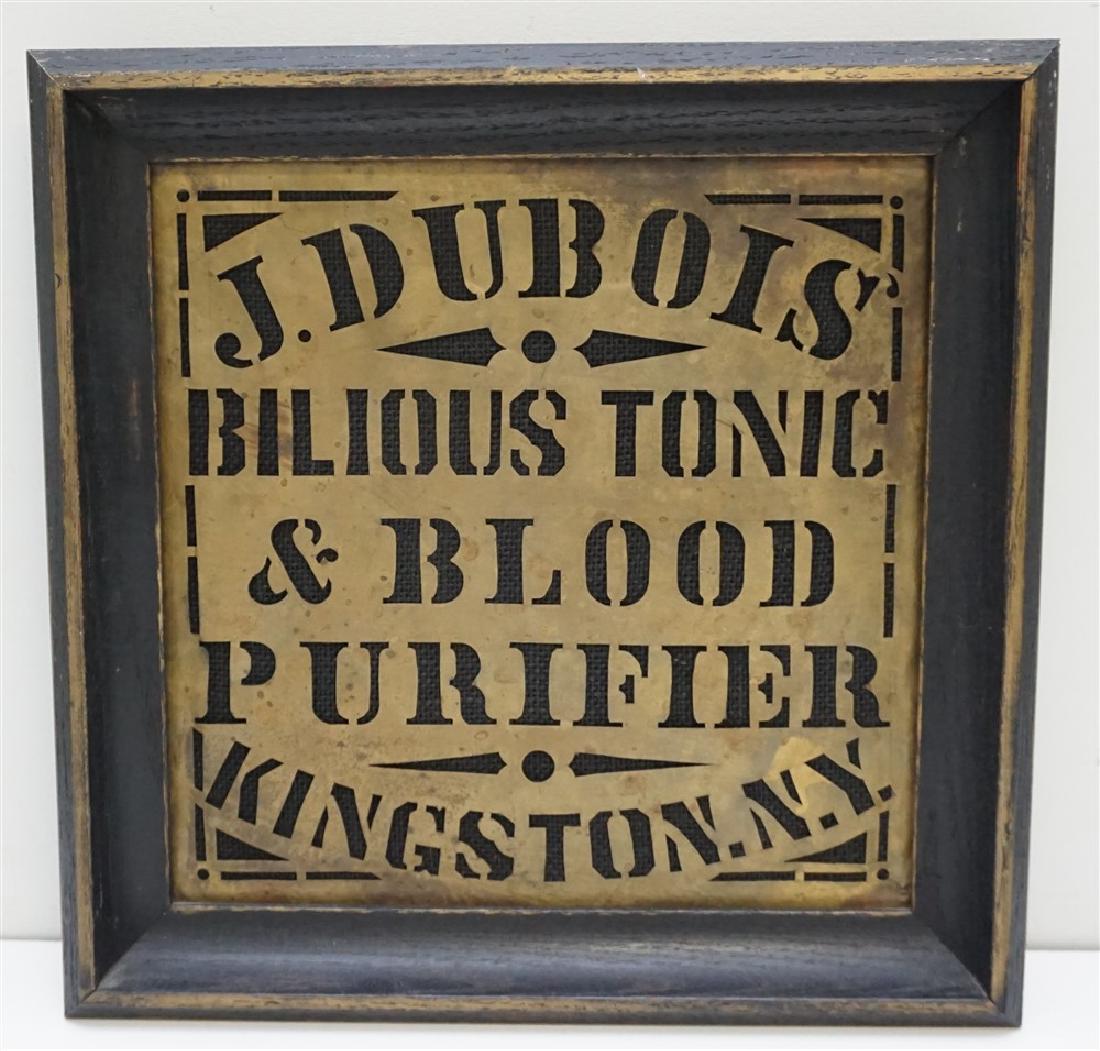 J. DUBOIS'
BILIOUS TONIC
& BLOOD
PURIFIER
KINGSTON. N.Y.